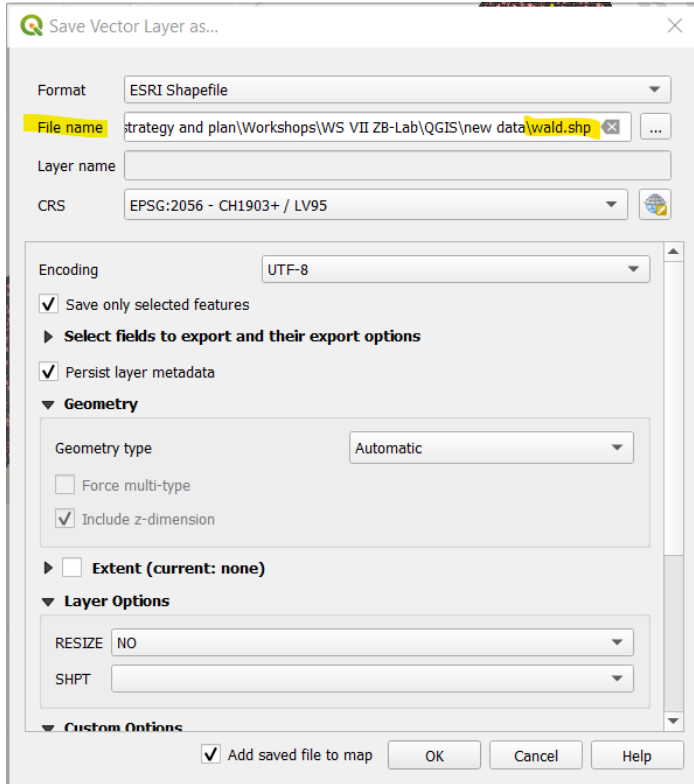 Save Vector Layer as...
Format ESRI Shapefile
File name strategy and plan\Workshops\WS VII ZB-Lab\QGIS\new data\wald.shp ...
Layer name
CRS EPSG:2056 - CH1903+ / LV95
Encoding UTF-8
Save only selected features
Select fields to export and their export options
Persist layer metadata
Geometry
Geometry type Automatic
Force multi-type
Include z-dimension
Extent (current: none)
Layer Options
RESIZE NO
SHPT
Custom Options
Add saved file to map OK Cancel Help